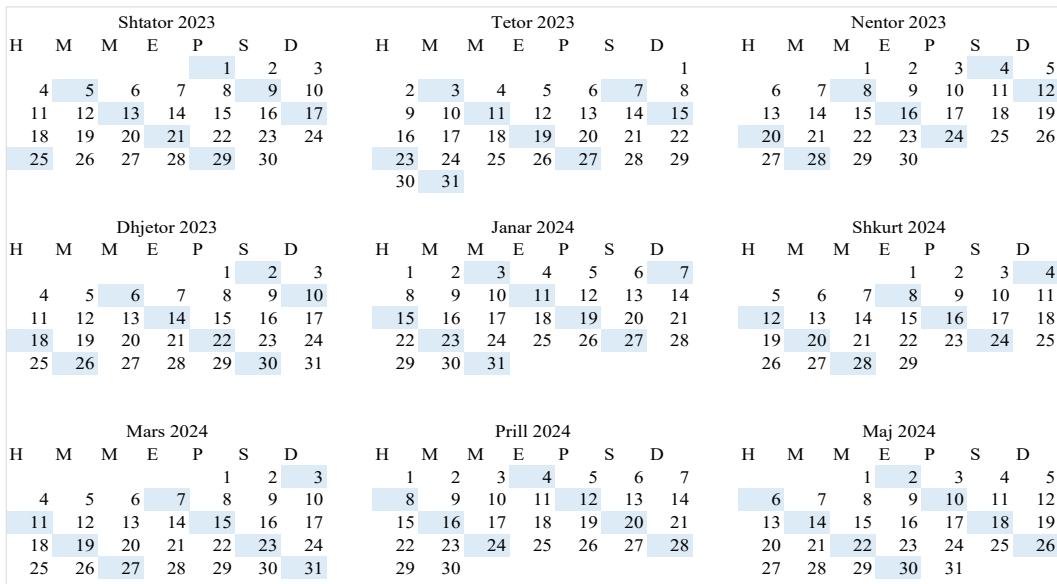 Shtator 2023
H M M E P S D
1 2 3
4 5 6 7 8 9 10
11 12 13 14 15 16 17
18 19 20 21 22 23 24
25 26 27 28 29 30
Tetor 2023
H M M E P S D
1
2 3 4 5 6 7 8
9 10 11 12 13 14 15
16 17 18 19 20 21 22
23 24 25 26 27 28 29
30 31
Nentor 2023
H M M E P S D
1 2 3 4 5
6 7 8 9 10 11 12
13 14 15 16 17 18 19
20 21 22 23 24 25 26
27 28 29 30
Dhjetor 2023
H M M E P S D
1 2 3
4 5 6 7 8 9 10
11 12 13 14 15 16 17
18 19 20 21 22 23 24
25 26 27 28 29 30 31
Janar 2024
H M M E P S D
1 2 3 4 5 6 7
8 9 10 11 12 13 14
15 16 17 18 19 20 21
22 23 24 25 26 27 28
29 30 31
Shkurt 2024
H M M E P S D
1 2 3 4
5 6 7 8 9 10 11
12 13 14 15 16 17 18
19 20 21 22 23 24 25
26 27 28 29
Mars 2024
H M M E P S D
1 2 3
4 5 6 7 8 9 10
11 12 13 14 15 16 17
18 19 20 21 22 23 24
25 26 27 28 29 30 31
Prill 2024
H M M E P S D
1 2 3 4 5 6 7
8 9 10 11 12 13 14
15 16 17 18 19 20 21
22 23 24 25 26 27 28
29 30
Maj 2024
H M M E P S D
1 2 3 4 5
6 7 8 9 10 11 12
13 14 15 16 17 18 19
20 21 22 23 24 25 26
27 28 29 30 31